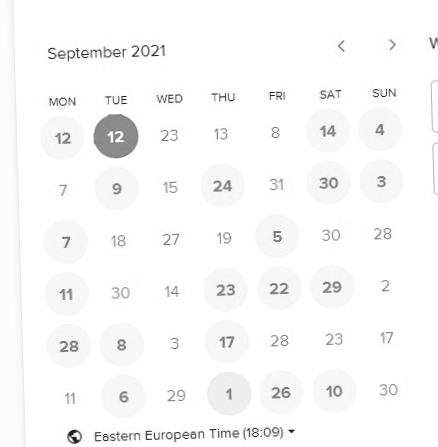 September 2021 < >
MON TUE WED THU FRI SAT SUN
12 12 23 13 8 14 4
7 9 15 24 31 30 3
7 18 27 19 5 30 28
11 30 14 23 22 29 2
28 8 3 17 28 23 17
11 6 29 1 26 10 30
Eastern European Time (18:09)